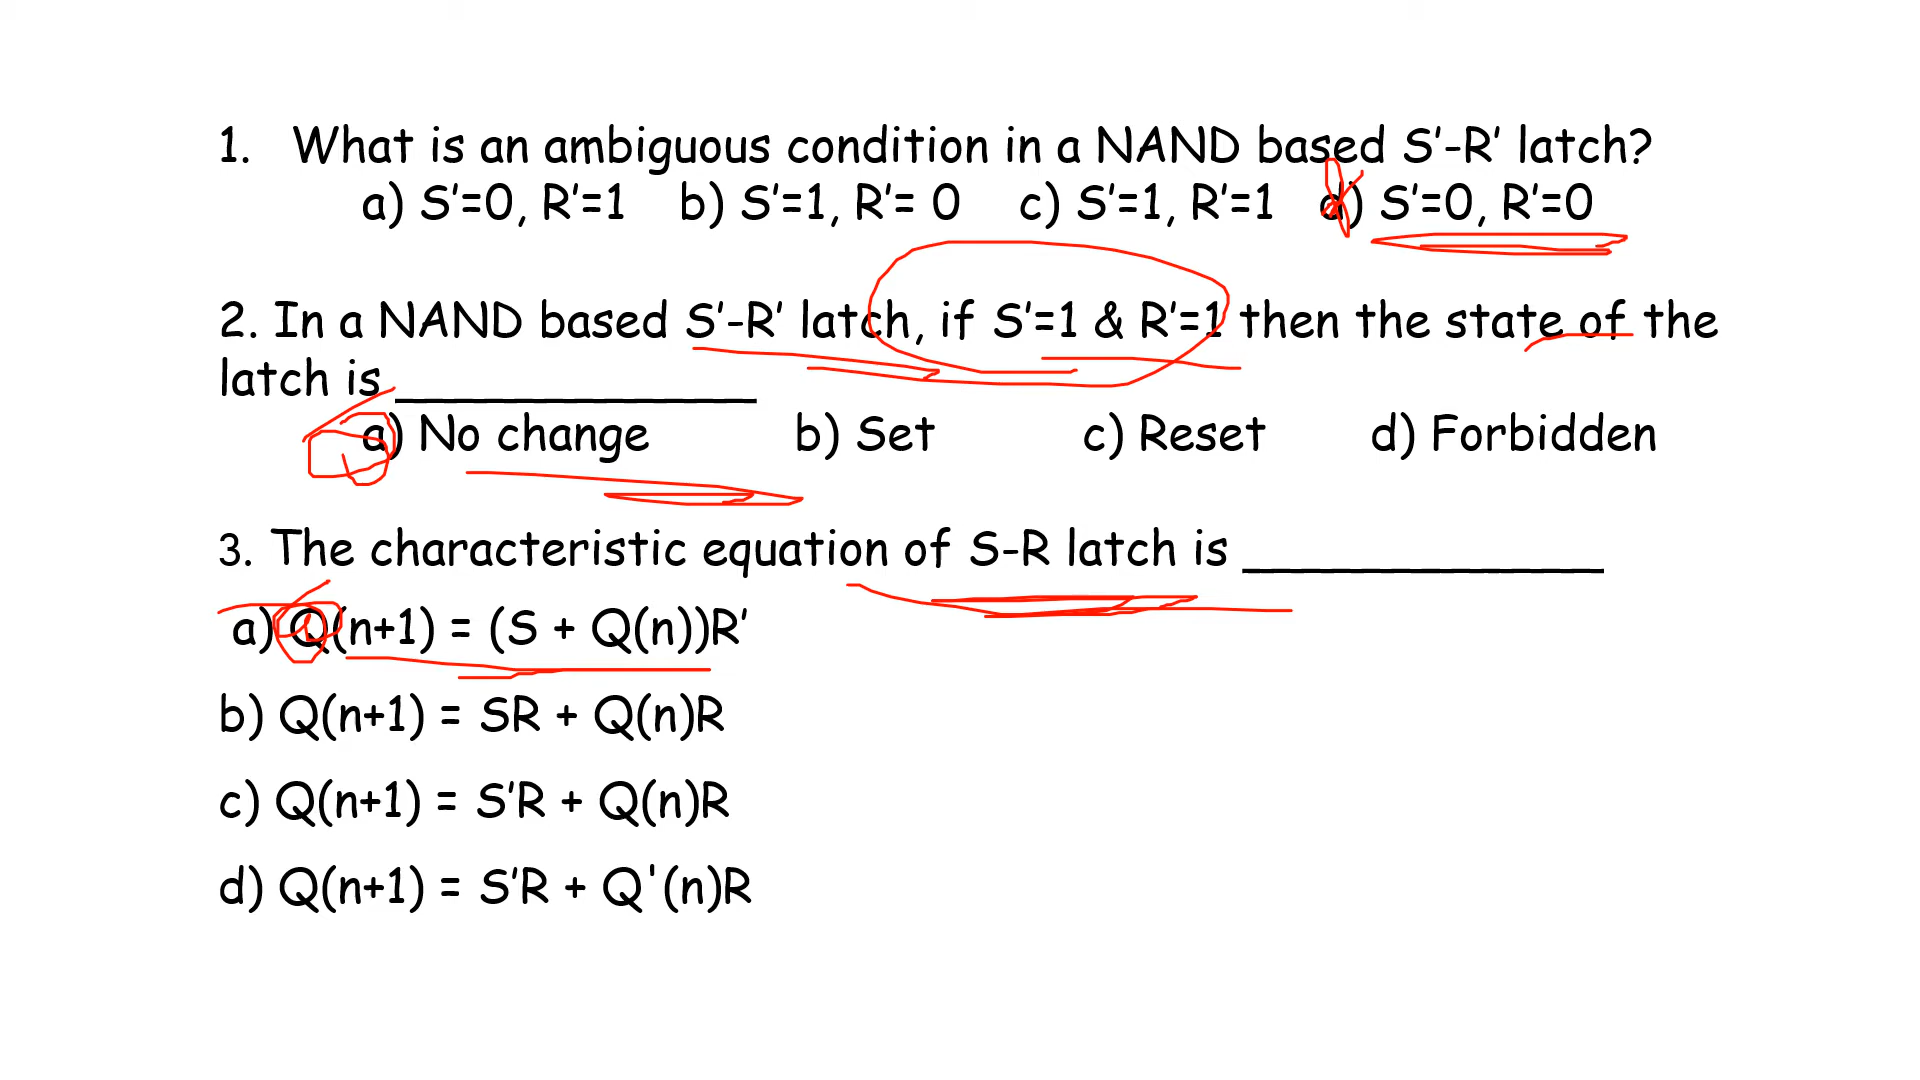 1. What is an ambiguous condition in a NAND based S'-R' latch?
a) S'=0, R'=1 b) S'=1, R'= 0 c) S'=1, R'=1 d) S'=0, R'=0
2. In a NAND based S'-R' latch, if S'=1 & R'=1 then the state of the
latch is _______________
a) No change b) Set c) Reset d) Forbidden
3. The characteristic equation of S-R latch is _______________
a) Q(n+1) = (S + Q(n))R'
b) Q(n+1) = SR + Q(n)R
c) Q(n+1) = S'R + Q(n)R
d) Q(n+1) = S'R + Q'(n)R